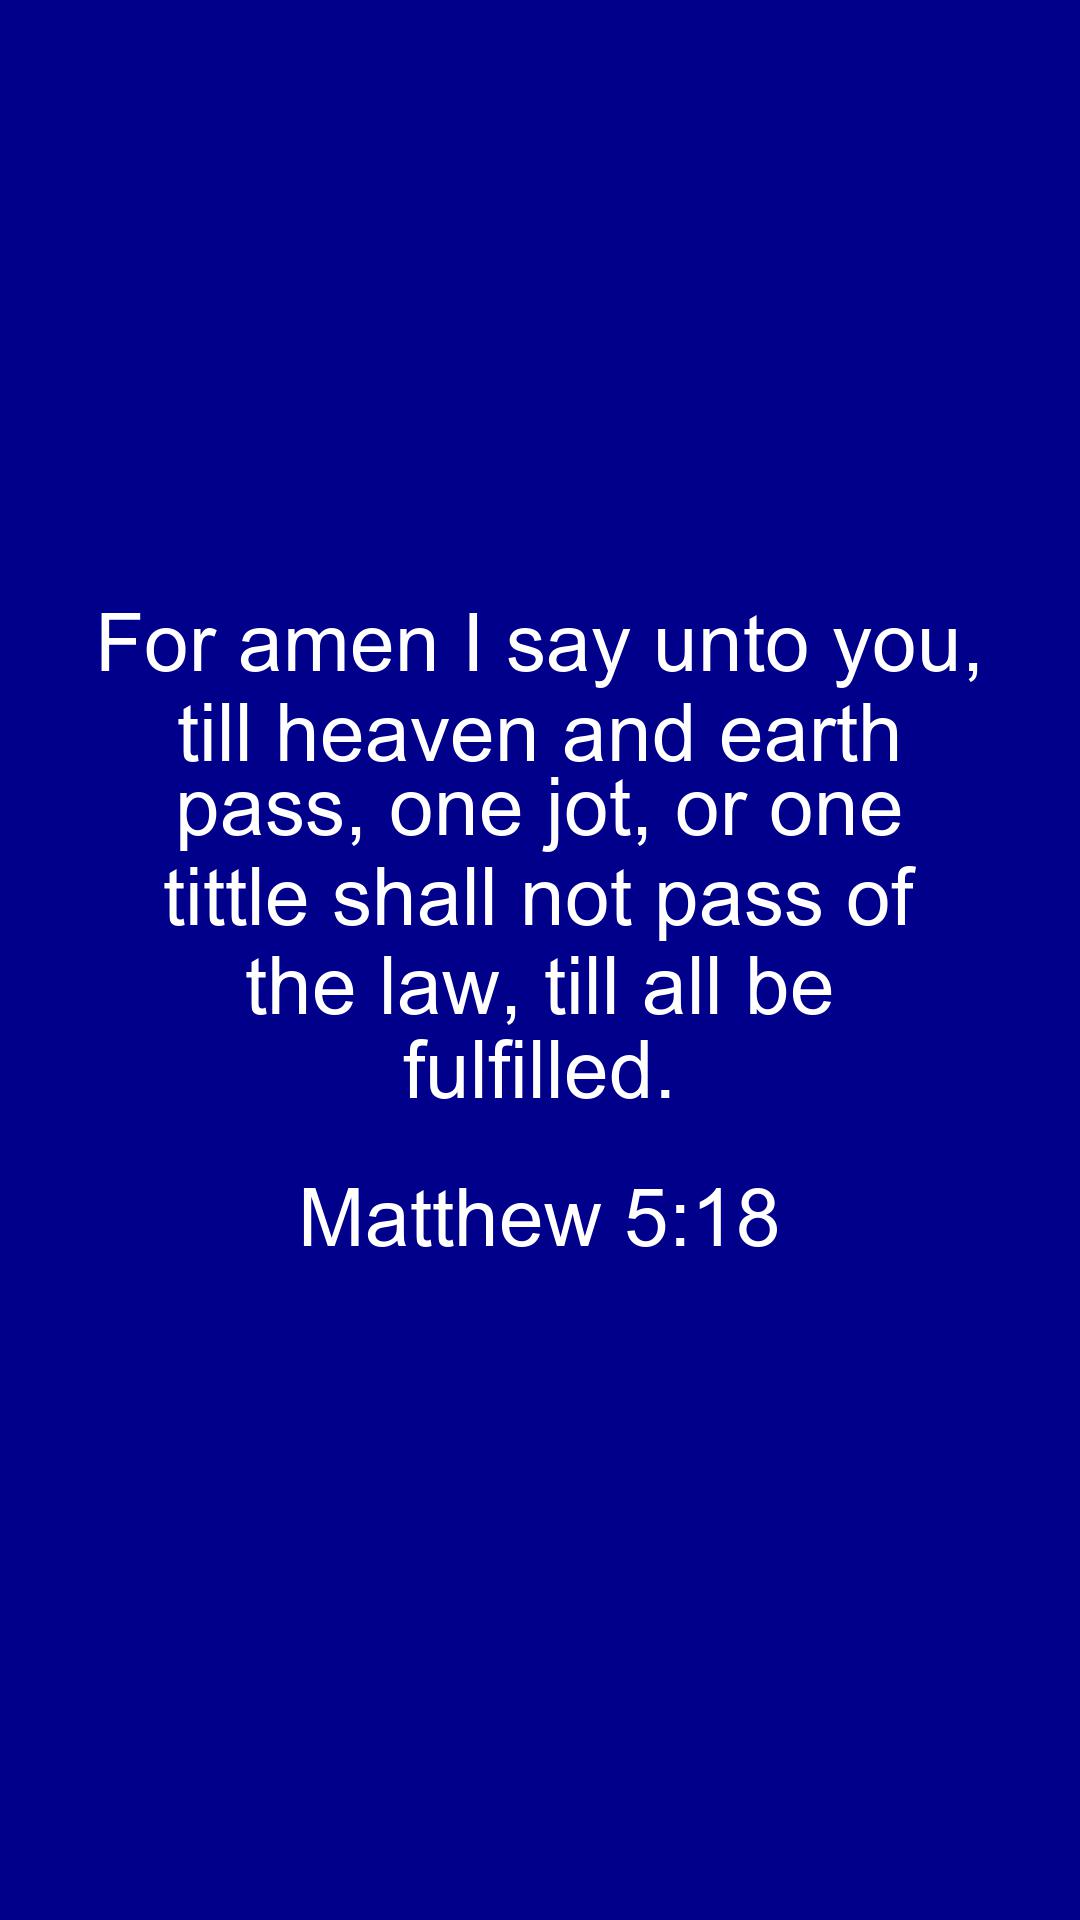 For amen I say unto you,
till heaven and earth
pass, one jot, or one
tittle shall not pass of
the law, till all be
fulfilled.
Matthew 5:18